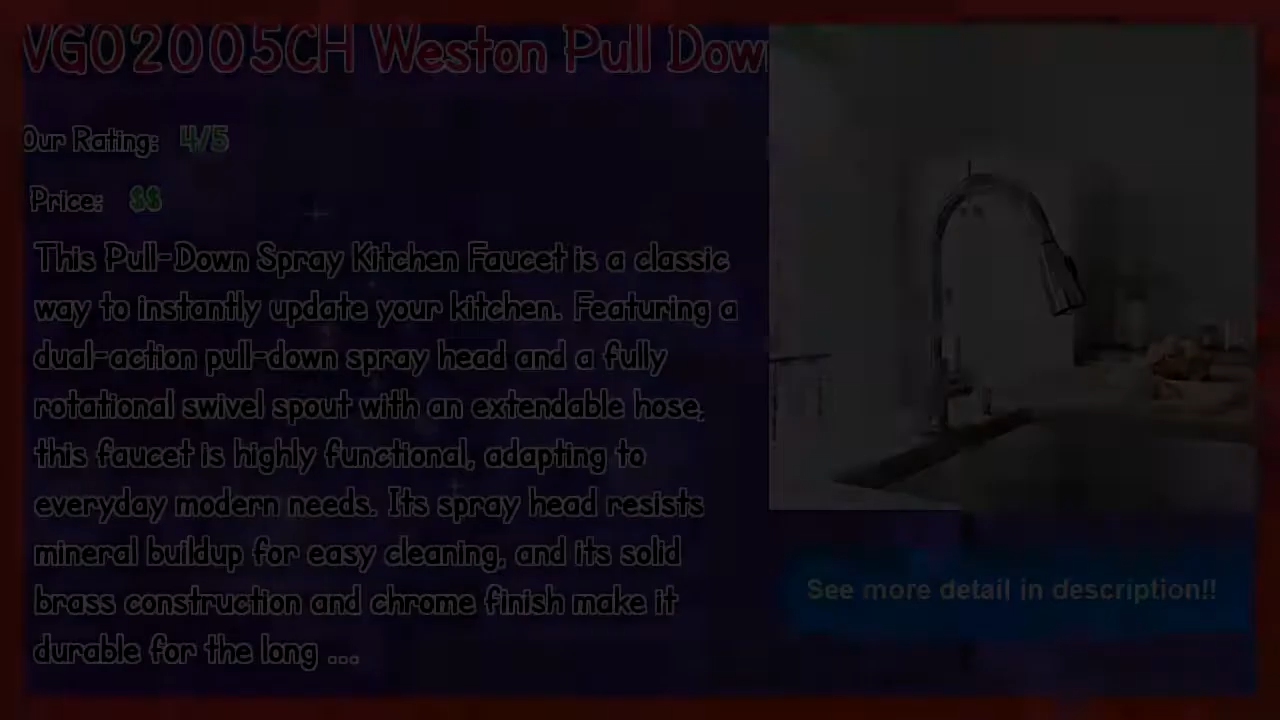 VG02005CH Weston Pull Dow
Our Rating: 4/5
Price: $$
This Pull-Down Spray Kitchen Faucet is a classic
way to instantly update your kitchen. Featuring a
dual-action pull-down spray head and a fully
rotational swivel spout with an extendable hose,
this faucet is highly functional, adapting to
everyday modern needs. Its spray head resists
mineral buildup for easy cleaning, and its solid
brass construction and chrome finish make it
durable for the long ...
See more detail in description!!